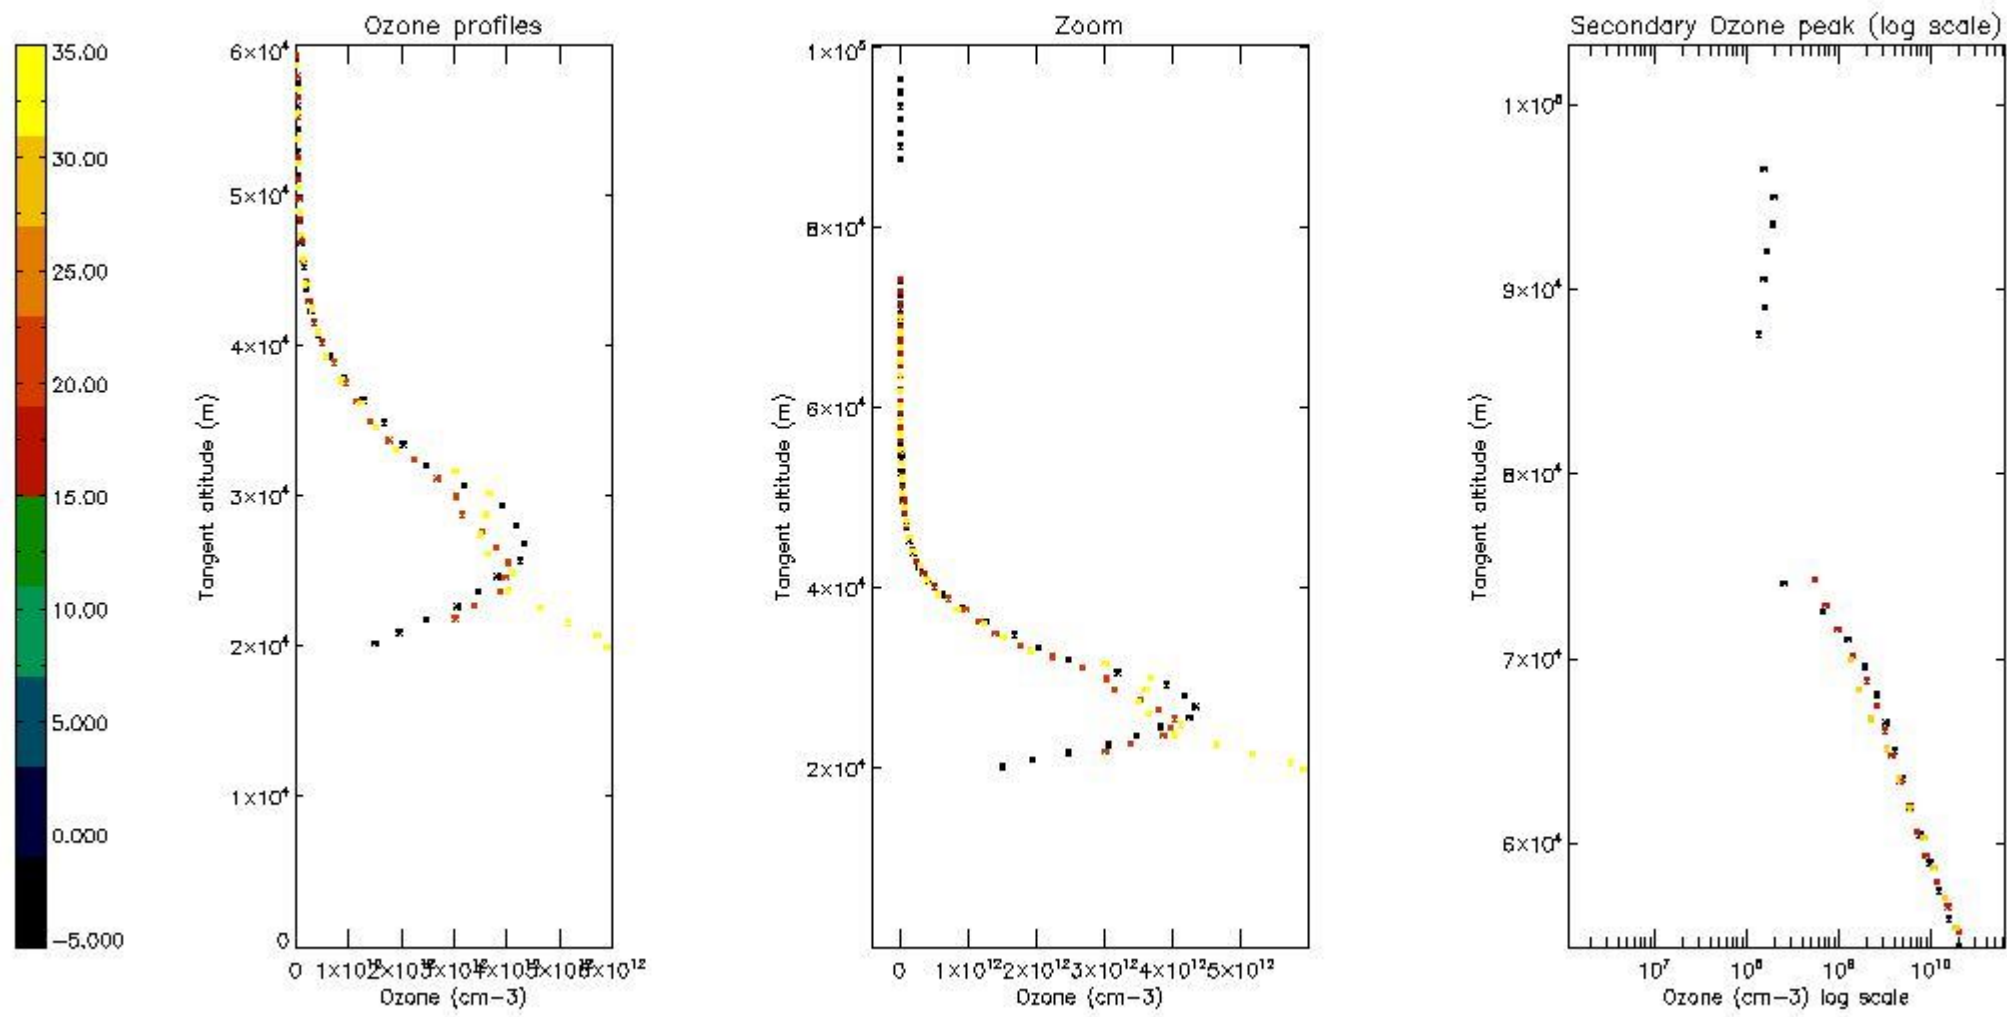 Ozone profiles
Zoom
Secondary Ozone peak (log scale)
35.00
30.00
25.00
20.00
15.00
10.00
5.000
0.000
−5.000
6×10⁴
5×10⁴
4×10⁴
3×10⁴
2×10⁴
1×10⁴
0
Tangent altitude (m)
0 1×10¹²
Ozone (cm−3)
1×10⁵
8×10⁴
6×10⁴
4×10⁴
2×10⁴
Tangent altitude (m)
0 1×10¹² 2×10¹² 3×10¹² 4×10¹² 5×10¹²
Ozone (cm−3)
9×10⁴
8×10⁴
7×10⁴
6×10⁴
Tangent altitude (m)
10⁷ 10⁸ 10⁹ 10¹⁰
Ozone (cm−3) log scale